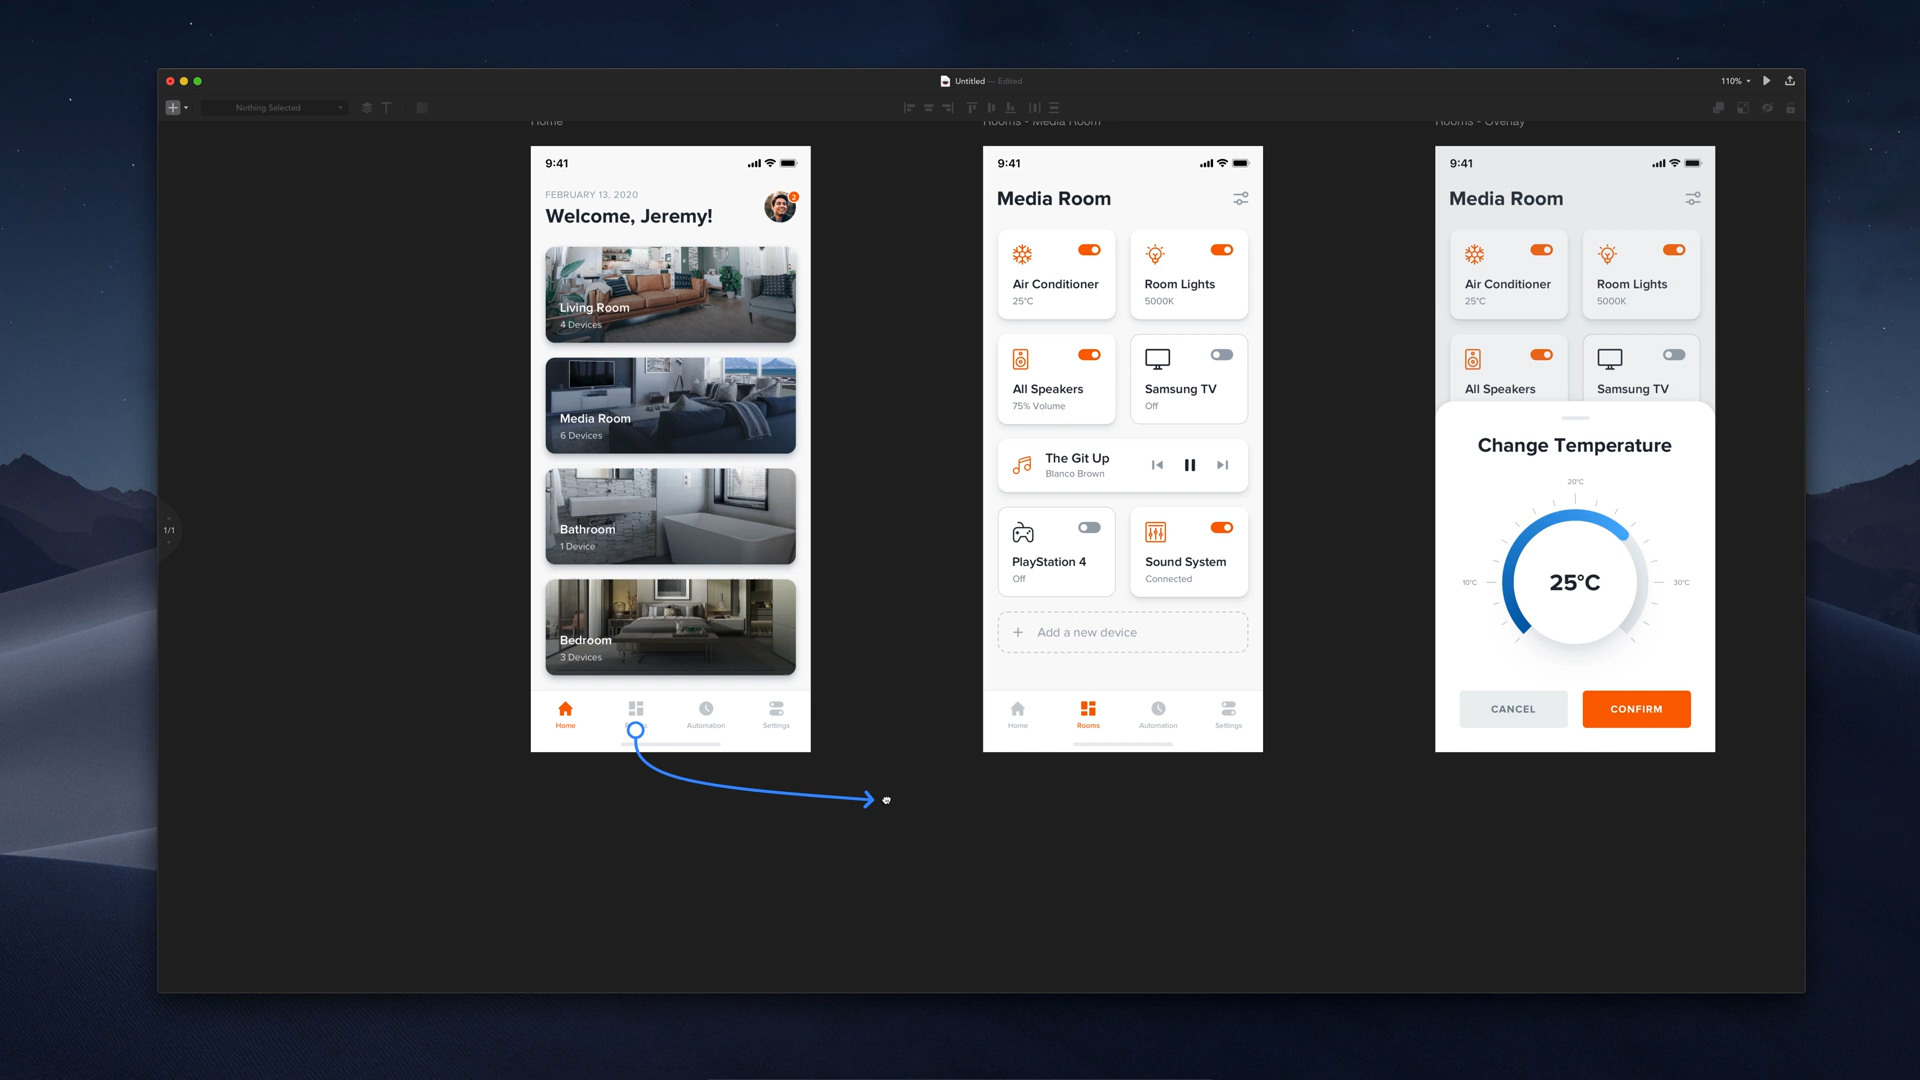 Untitled — Edited
110%
Nothing Selected
Home
Rooms - Media Room
Rooms - Overlay
1/1
9:41
FEBRUARY 13, 2020
2
Welcome, Jeremy!
Living Room
4 Devices
Media Room
6 Devices
Bathroom
1 Device
Bedroom
3 Devices
Home
Automation
Settings
9:41
Media Room
Air Conditioner
25°C
Room Lights
5000K
All Speakers
75% Volume
Samsung TV
Off
The Git Up
Blanco Brown
PlayStation 4
Off
Sound System
Connected
+ Add a new device
Home
Rooms
Automation
Settings
9:41
Media Room
Air Conditioner
25°C
Room Lights
5000K
All Speakers
Samsung TV
Change Temperature
20°C
10°C
25°C
30°C
CANCEL
CONFIRM